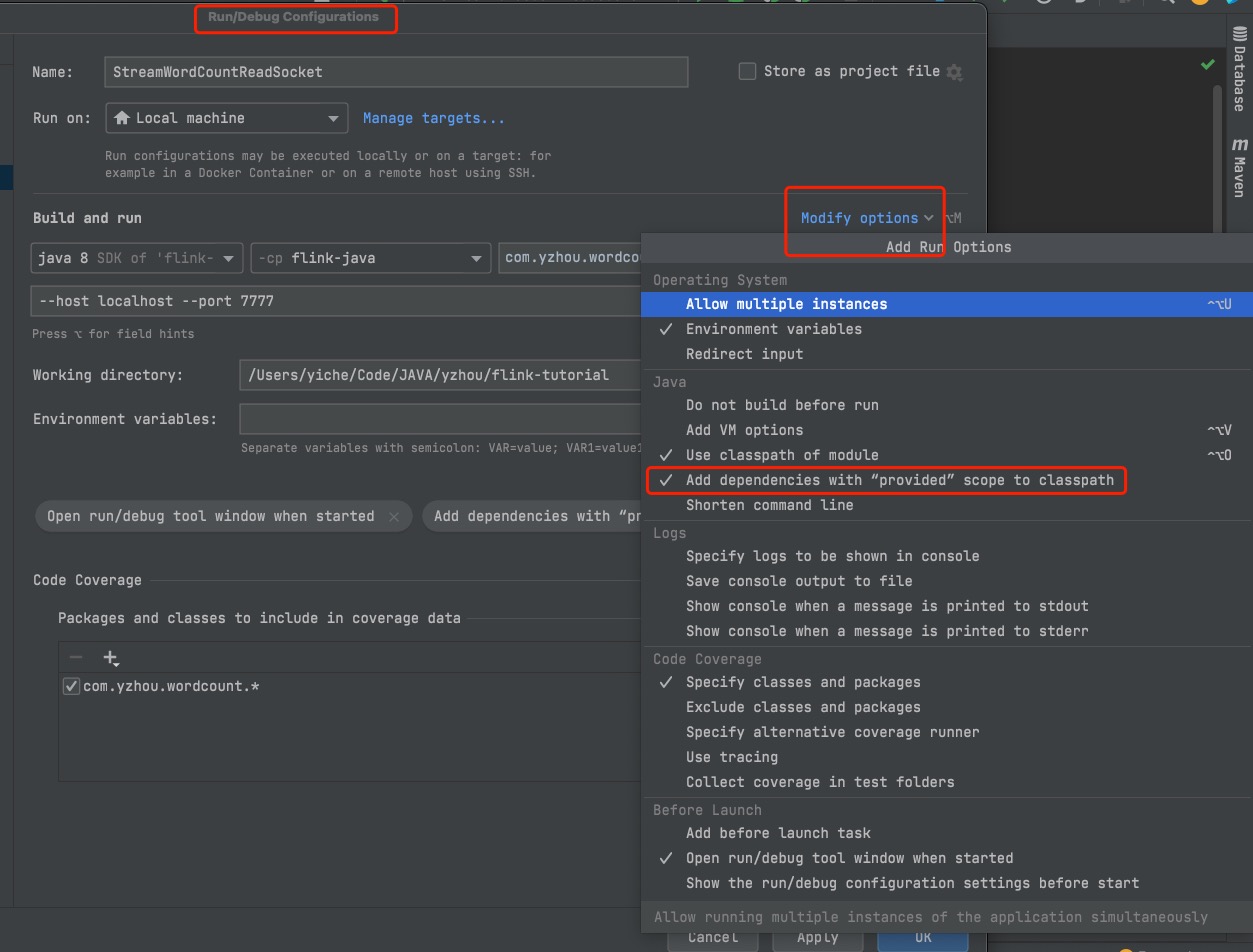 Run/Debug Configurations
Name:
StreamWordCountReadSocket
Store as project file
Run on:
Local machine
Manage targets...
Run configurations may be executed locally or on a target: for
example in a Docker Container or on a remote host using SSH.
Build and run
Modify options
⌥M
java 8 SDK of 'flink-
-cp flink-java
com.yzhou.wordco
--host localhost --port 7777
Press ⌥ for field hints
Working directory:
/Users/yiche/Code/JAVA/yzhou/flink-tutorial
Environment variables:
Separate variables with semicolon: VAR=value; VAR1=value1
Open run/debug tool window when started
Add dependencies with “pr
Code Coverage
Packages and classes to include in coverage data
com.yzhou.wordcount.*
Add Run Options
Operating System
Allow multiple instances ⌃⌥U
Environment variables
Redirect input
Java
Do not build before run
Add VM options ⌃⌥V
Use classpath of module ⌃⌥O
Add dependencies with “provided” scope to classpath
Shorten command line
Logs
Specify logs to be shown in console
Save console output to file
Show console when a message is printed to stdout
Show console when a message is printed to stderr
Code Coverage
Specify classes and packages
Exclude classes and packages
Specify alternative coverage runner
Use tracing
Collect coverage in test folders
Before Launch
Add before launch task
Open run/debug tool window when started
Show the run/debug configuration settings before start
Allow running multiple instances of the application simultaneously
Cancel
Apply
OK
Database
m
Maven